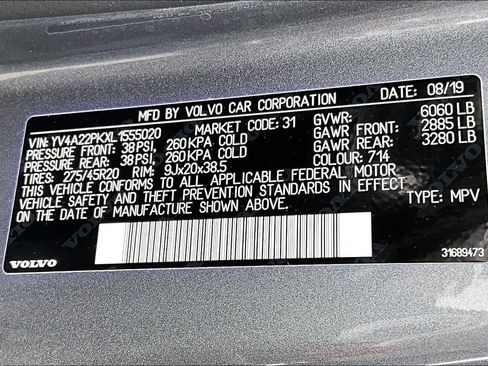 MFD BY VOLVO CAR CORPORATION DATE: 08/19
VIN: YV4A22PKXL1555020 MARKET CODE: 31 GVWR: 6060 LB
PRESSURE FRONT: 38PSI, 260KPA COLD GAWR FRONT: 2885 LB
PRESSURE REAR: 38PSI, 260KPA COLD GAWR REAR: 3280 LB
TIRES: 275/45R20 RIM: 9Jx20x38,5 COLOUR: 714
THIS VEHICLE CONFORMS TO ALL APPLICABLE FEDERAL MOTOR
VEHICLE SAFETY AND THEFT PREVENTION STANDARDS IN EFFECT
ON THE DATE OF MANUFACTURE SHOWN ABOVE. TYPE: MPV
VOLVO 31689473